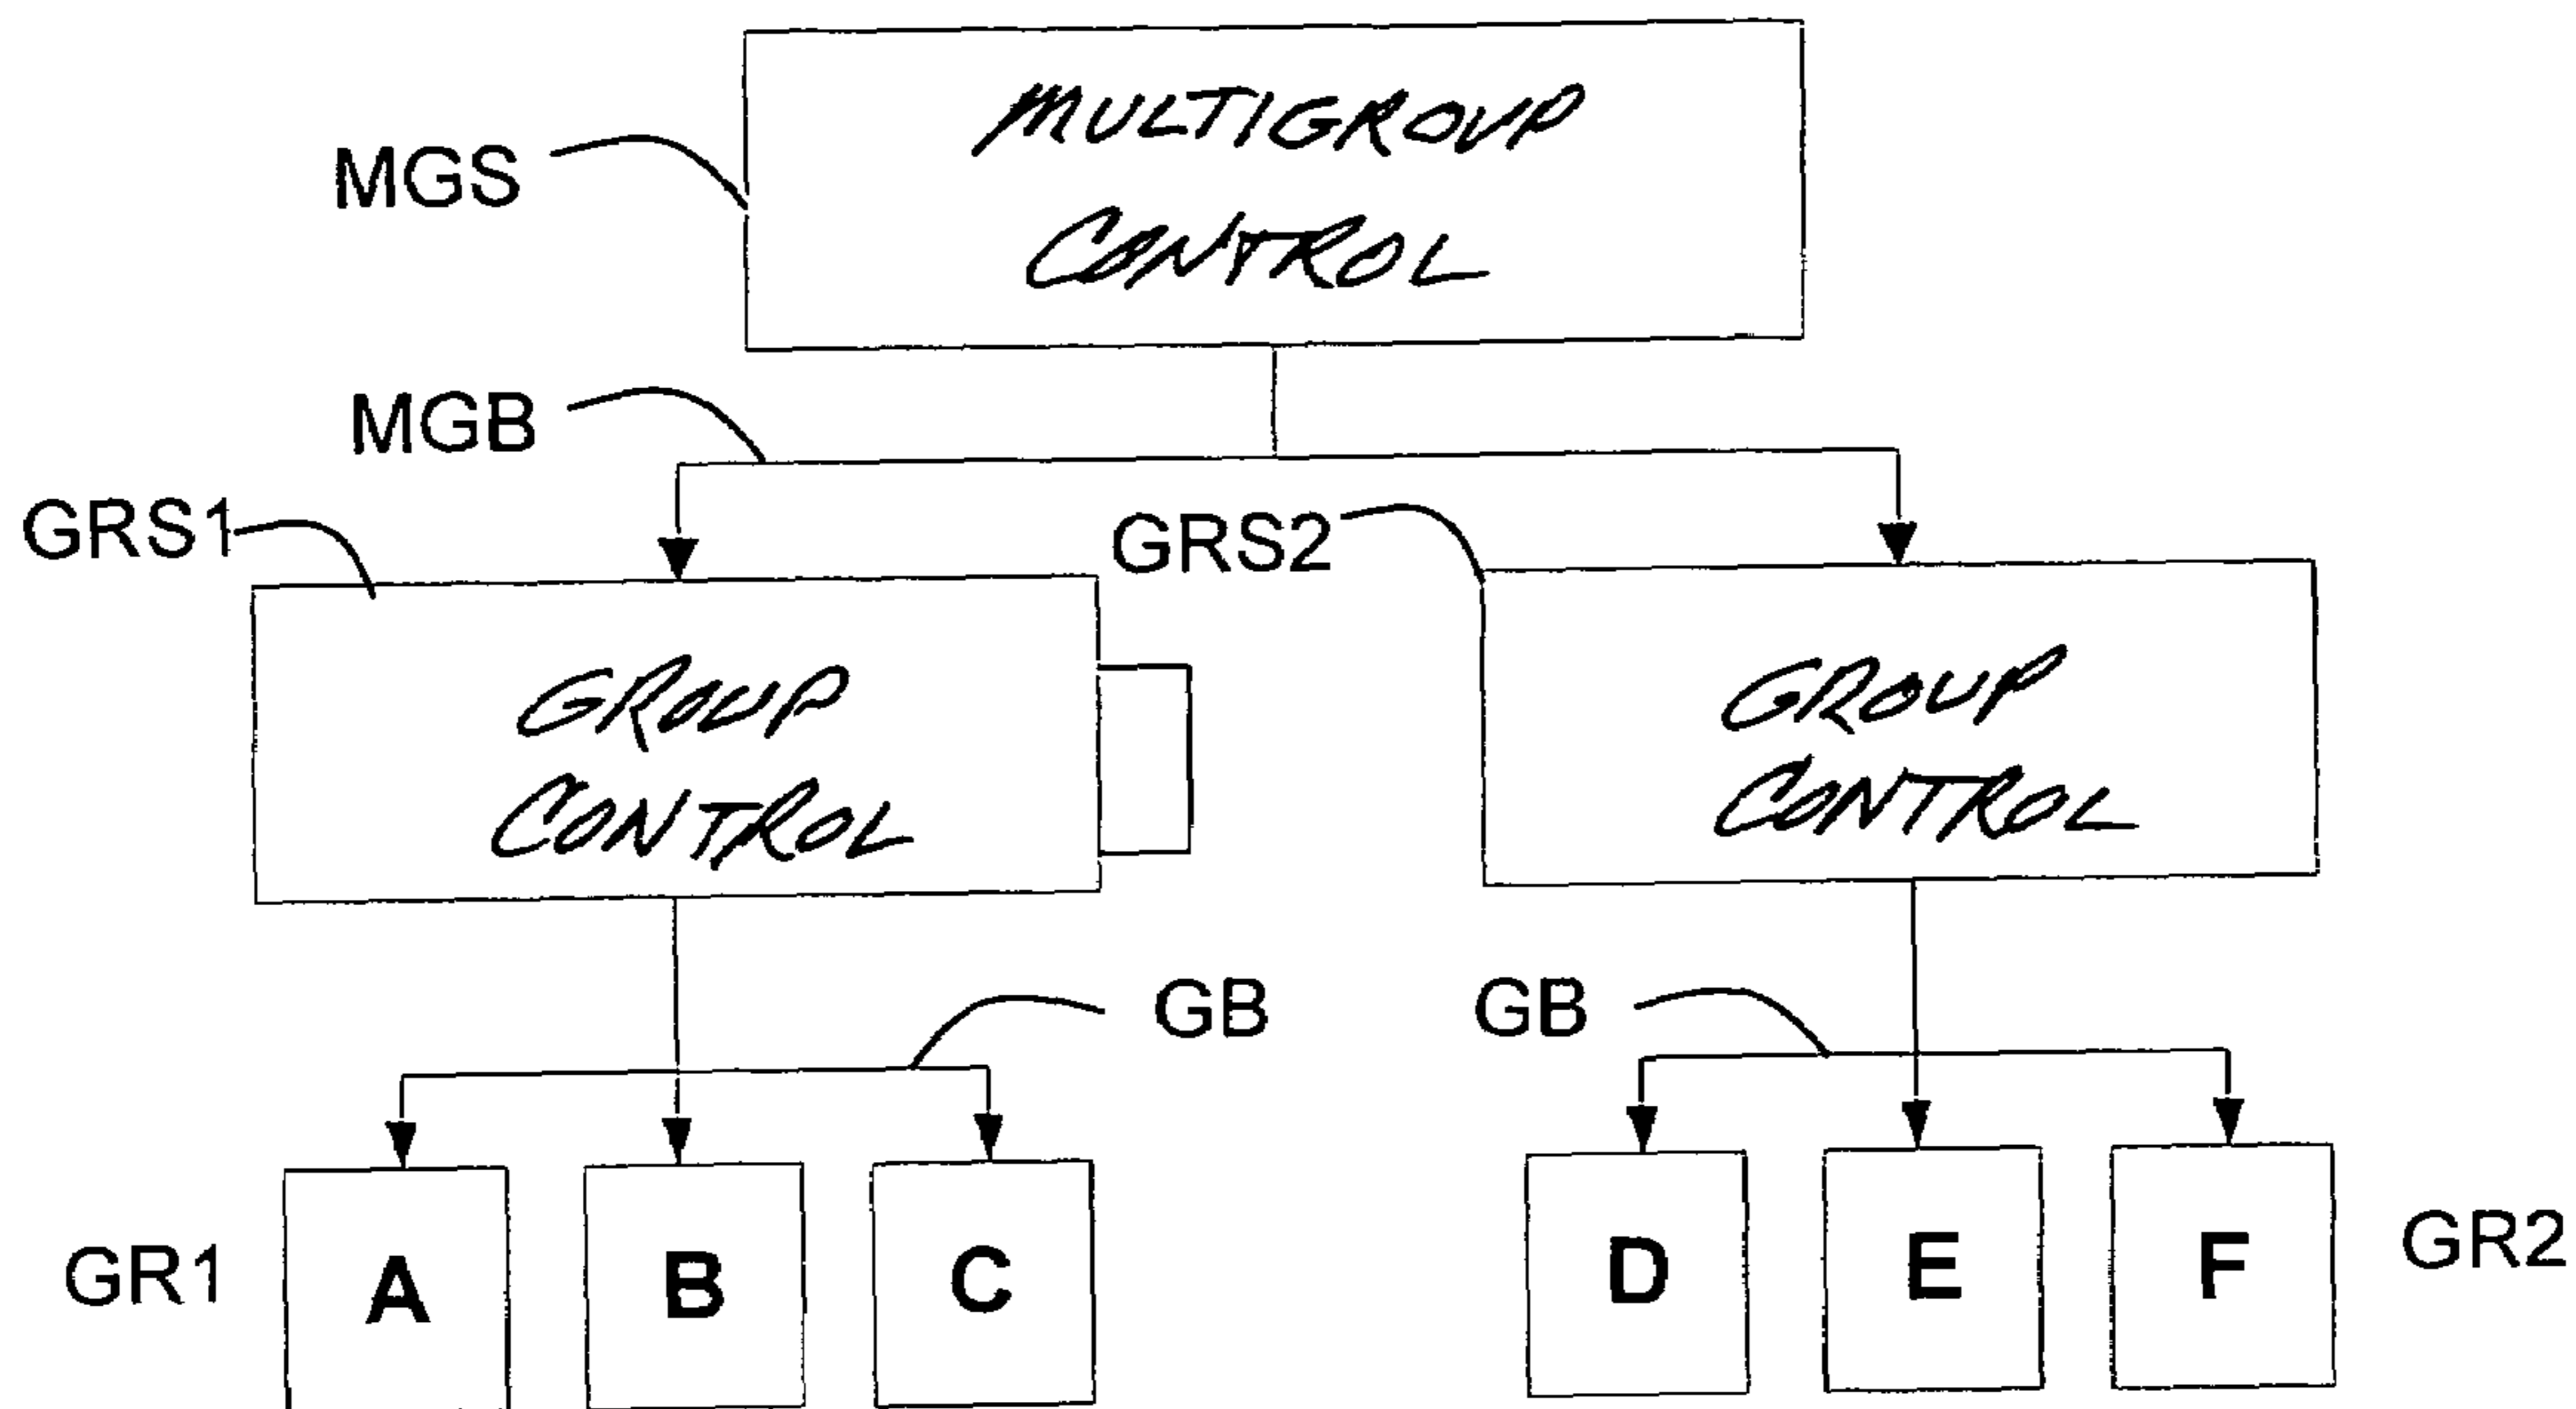 MULTIGROUP
CONTROL
MGS
MGB
GRS1
GRS2
GROUP
CONTROL
GROUP
CONTROL
GB
GB
GR1
A
B
C
D
E
F
GR2